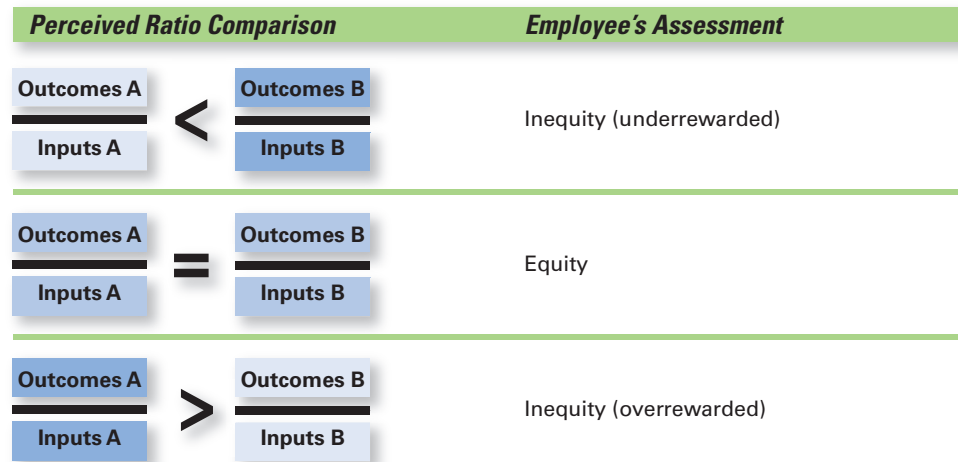 Perceived Ratio Comparison Employee's Assessment
Outcomes A < Outcomes B
Inputs A Inputs B
Inequity (underrewarded)
Outcomes A = Outcomes B
Inputs A Inputs B
Equity
Outcomes A > Outcomes B
Inputs A Inputs B
Inequity (overrewarded)